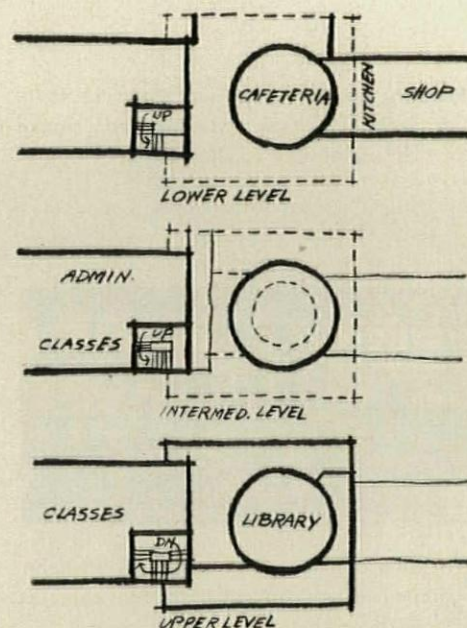 CAFETERIA
KITCHEN
SHOP
UP
LOWER LEVEL
ADMIN.
CLASSES
UP
INTERMED. LEVEL
CLASSES
LIBRARY
DN
UPPER LEVEL